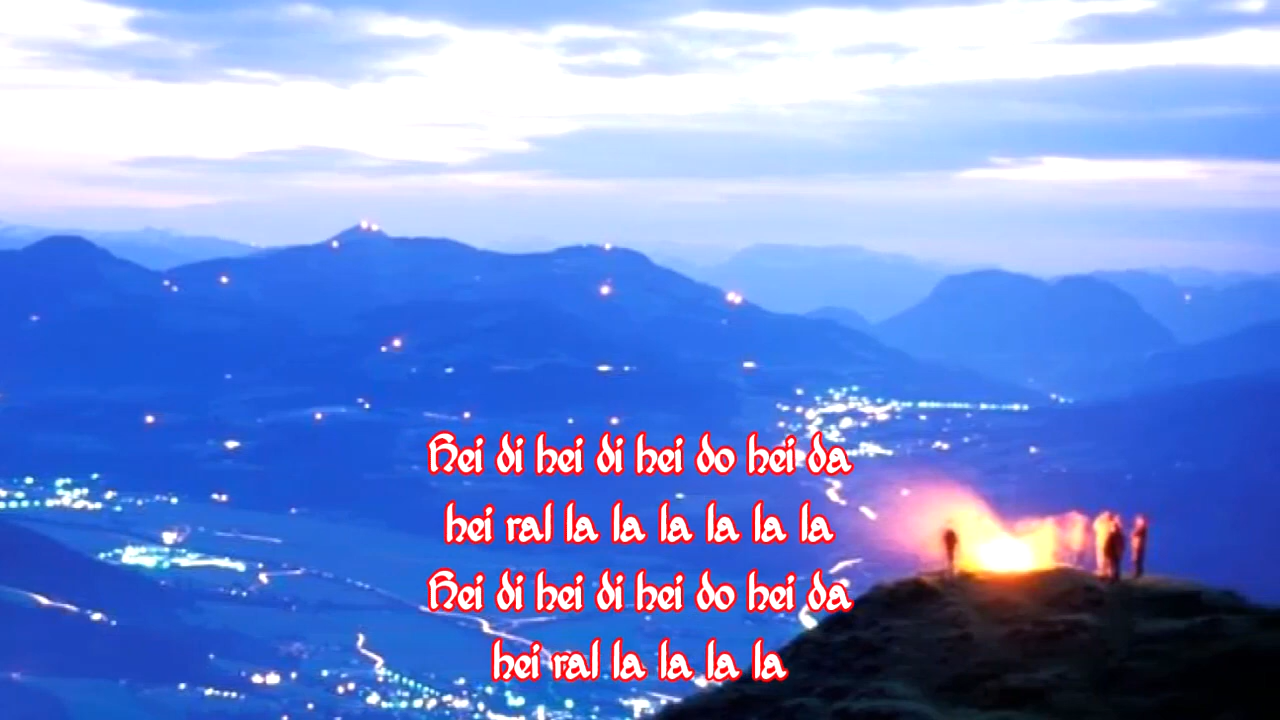 Hei di hei di hei do hei da
hei ral la la la la la la
Hei di hei di hei do hei da
hei ral la la la la